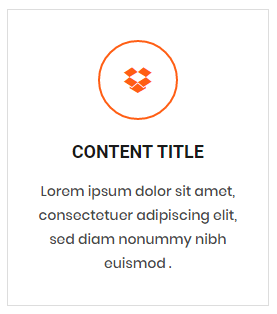 CONTENT TITLE
Lorem ipsum dolor sit amet,
consectetuer adipiscing elit,
sed diam nonummy nibh
euismod .